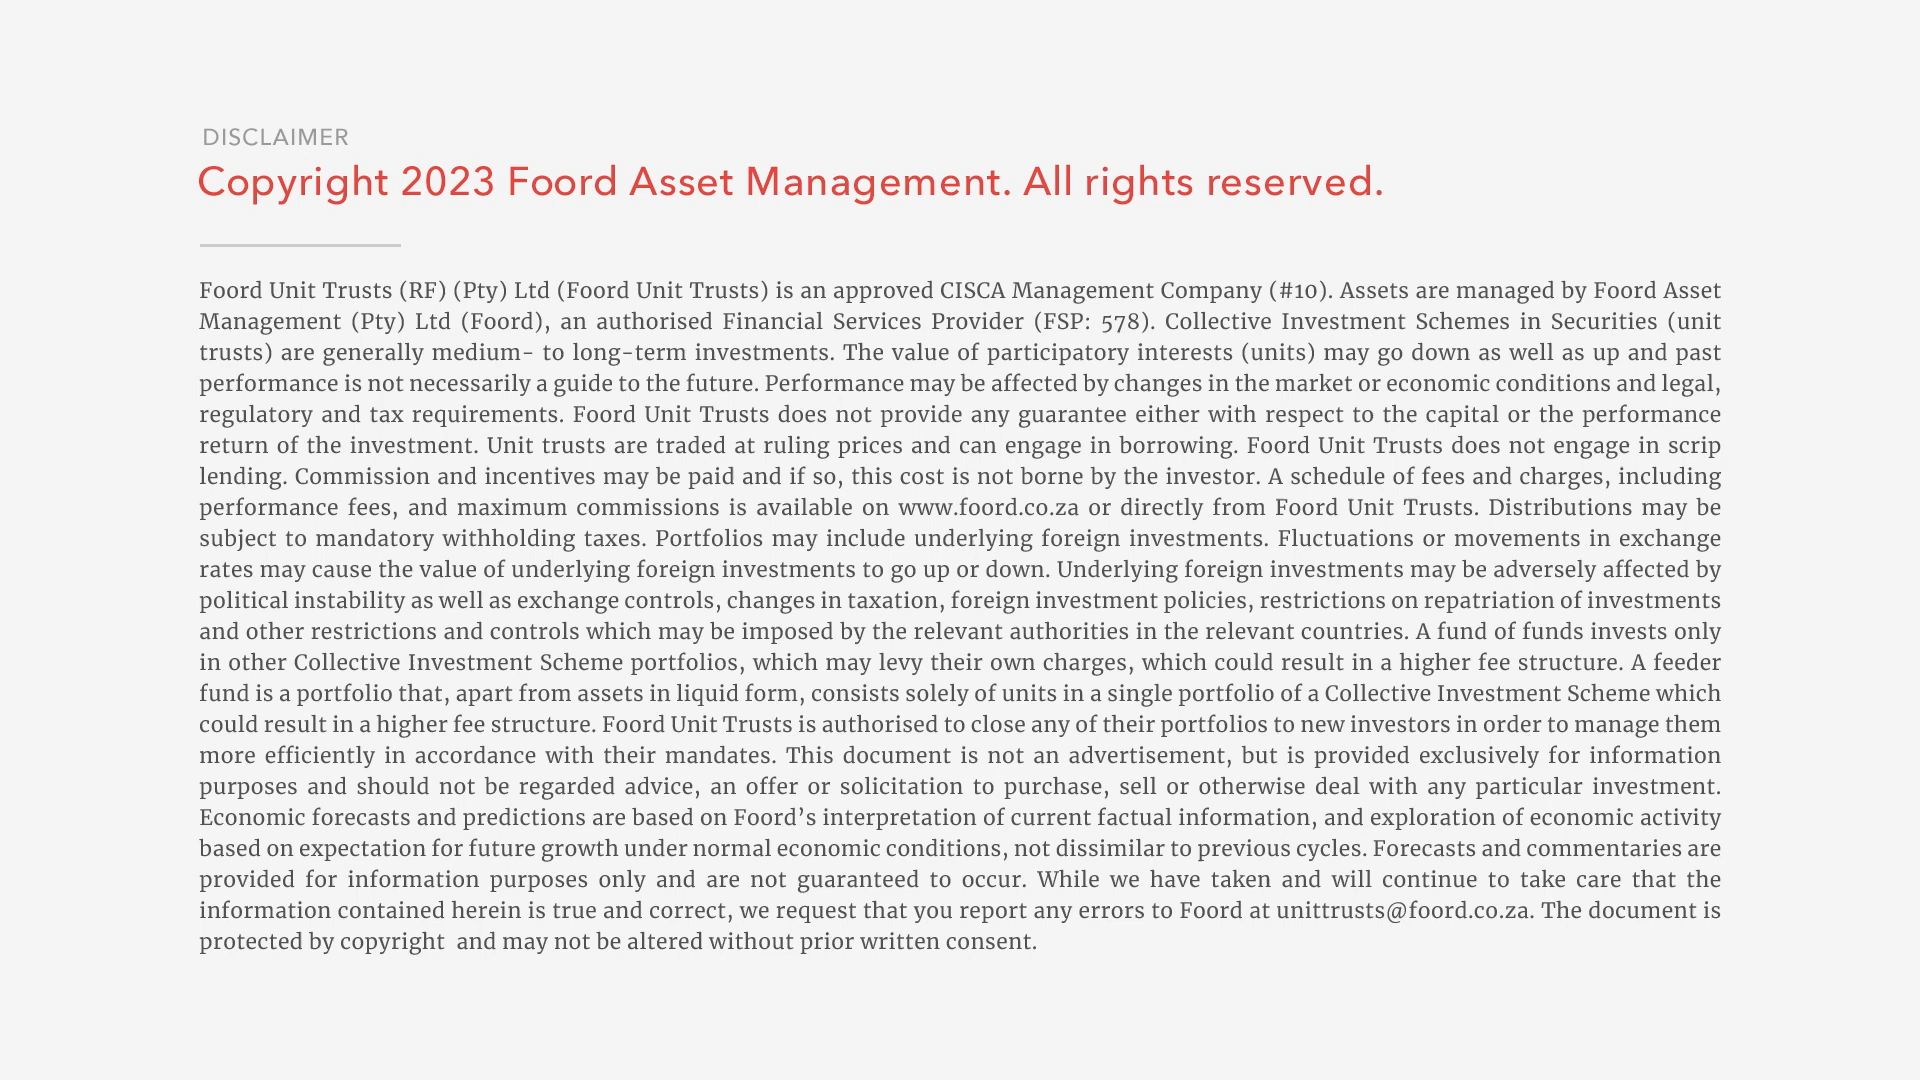 DISCLAIMER
Copyright 2023 Foord Asset Management. All rights reserved.
Foord Unit Trusts (RF) (Pty) Ltd (Foord Unit Trusts) is an approved CISCA Management Company (#10). Assets are managed by Foord Asset
Management (Pty) Ltd (Foord), an authorised Financial Services Provider (FSP: 578). Collective Investment Schemes in Securities (unit
trusts) are generally medium- to long-term investments. The value of participatory interests (units) may go down as well as up and past
performance is not necessarily a guide to the future. Performance may be affected by changes in the market or economic conditions and legal,
regulatory and tax requirements. Foord Unit Trusts does not provide any guarantee either with respect to the capital or the performance
return of the investment. Unit trusts are traded at ruling prices and can engage in borrowing. Foord Unit Trusts does not engage in scrip
lending. Commission and incentives may be paid and if so, this cost is not borne by the investor. A schedule of fees and charges, including
performance fees, and maximum commissions is available on www.foord.co.za or directly from Foord Unit Trusts. Distributions may be
subject to mandatory withholding taxes. Portfolios may include underlying foreign investments. Fluctuations or movements in exchange
rates may cause the value of underlying foreign investments to go up or down. Underlying foreign investments may be adversely affected by
political instability as well as exchange controls, changes in taxation, foreign investment policies, restrictions on repatriation of investments
and other restrictions and controls which may be imposed by the relevant authorities in the relevant countries. A fund of funds invests only
in other Collective Investment Scheme portfolios, which may levy their own charges, which could result in a higher fee structure. A feeder
fund is a portfolio that, apart from assets in liquid form, consists solely of units in a single portfolio of a Collective Investment Scheme which
could result in a higher fee structure. Foord Unit Trusts is authorised to close any of their portfolios to new investors in order to manage them
more efficiently in accordance with their mandates. This document is not an advertisement, but is provided exclusively for information
purposes and should not be regarded advice, an offer or solicitation to purchase, sell or otherwise deal with any particular investment.
Economic forecasts and predictions are based on Foord’s interpretation of current factual information, and exploration of economic activity
based on expectation for future growth under normal economic conditions, not dissimilar to previous cycles. Forecasts and commentaries are
provided for information purposes only and are not guaranteed to occur. While we have taken and will continue to take care that the
information contained herein is true and correct, we request that you report any errors to Foord at unittrusts@foord.co.za. The document is
protected by copyright  and may not be altered without prior written consent.